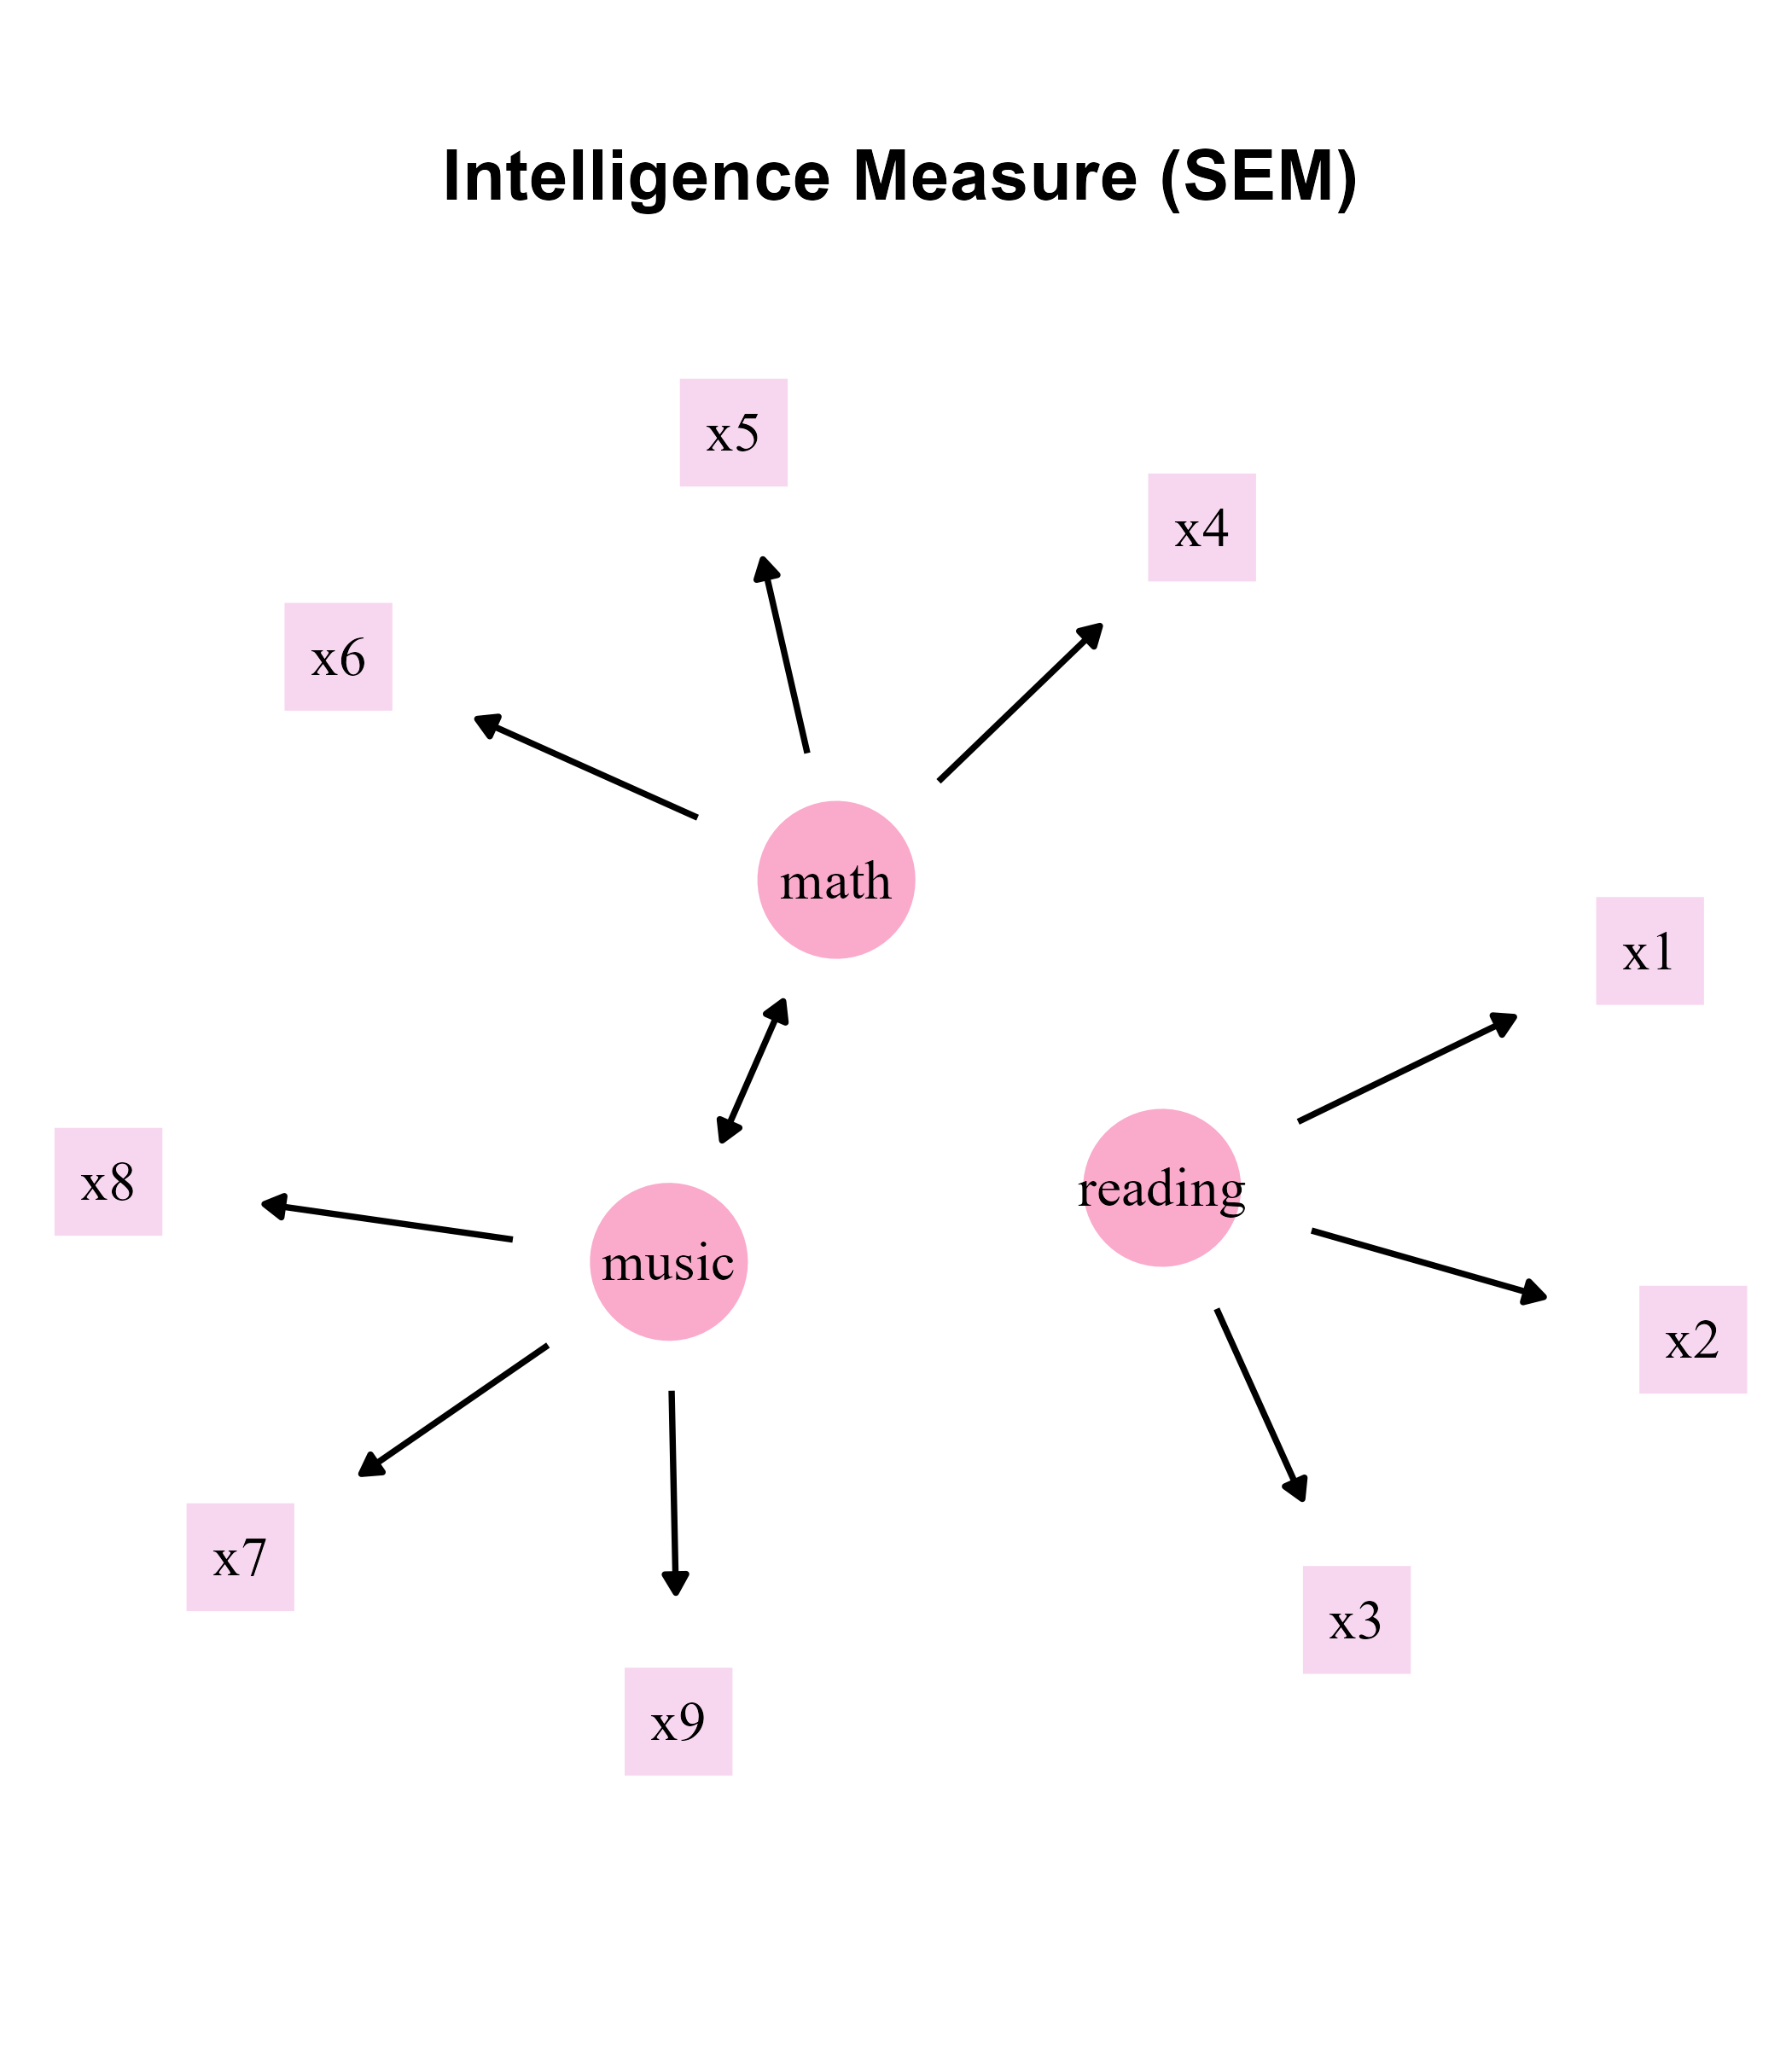 Intelligence Measure (SEM)
x5
x4
x6
math
x1
x8
reading
music
x2
x7
x3
x9